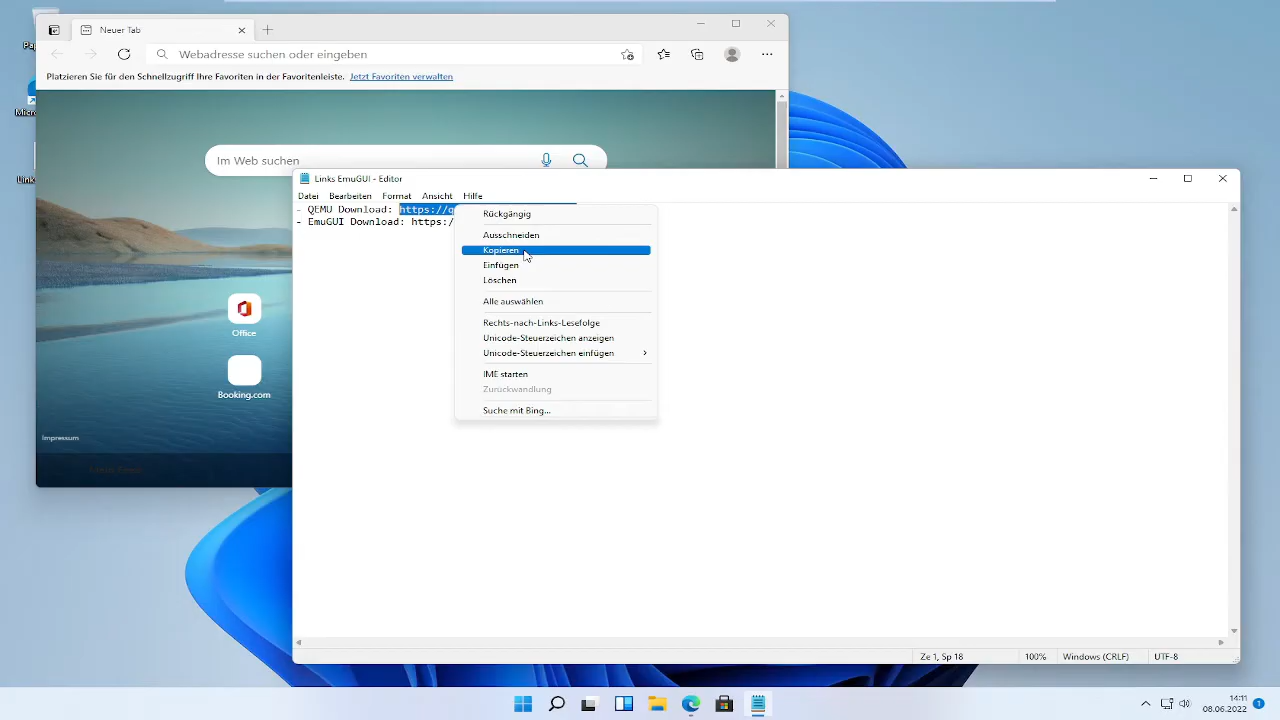 Neuer Tab
Webadresse suchen oder eingeben
Platzieren Sie für den Schnellzugriff Ihre Favoriten in der Favoritenleiste. Jetzt Favoriten verwalten
Im Web suchen
Office
Booking.com
Impressum
Links EmuGUI - Editor
Datei Bearbeiten Format Ansicht Hilfe
- QEMU Download: https://q
- EmuGUI Download: https:/
Rückgängig
Ausschneiden
Kopieren
Einfügen
Löschen
Alle auswählen
Rechts-nach-Links-Lesefolge
Unicode-Steuerzeichen anzeigen
Unicode-Steuerzeichen einfügen
IME starten
Zurückwandlung
Suche mit Bing...
Ze 1, Sp 18
100%
Windows (CRLF)
UTF-8
14:11
08.06.2022
1